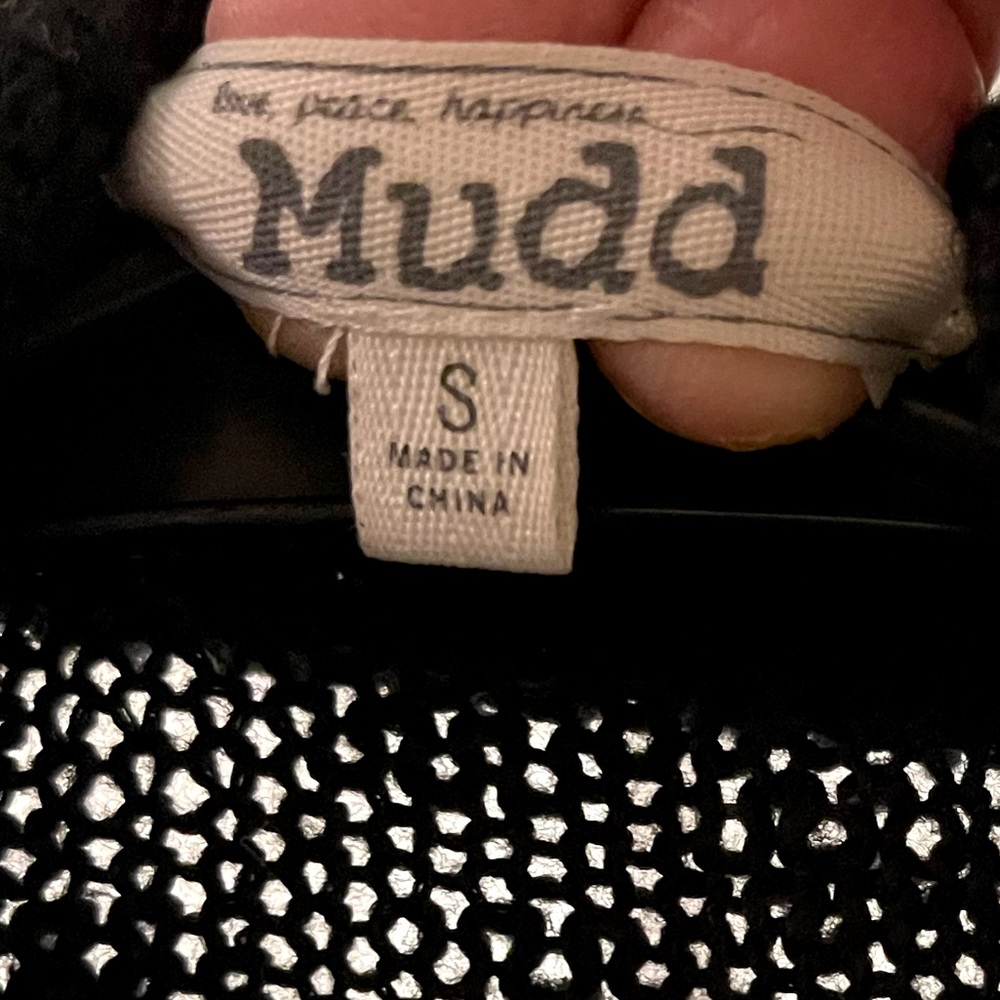 love, peace happiness
Mudd
S
MADE IN
CHINA